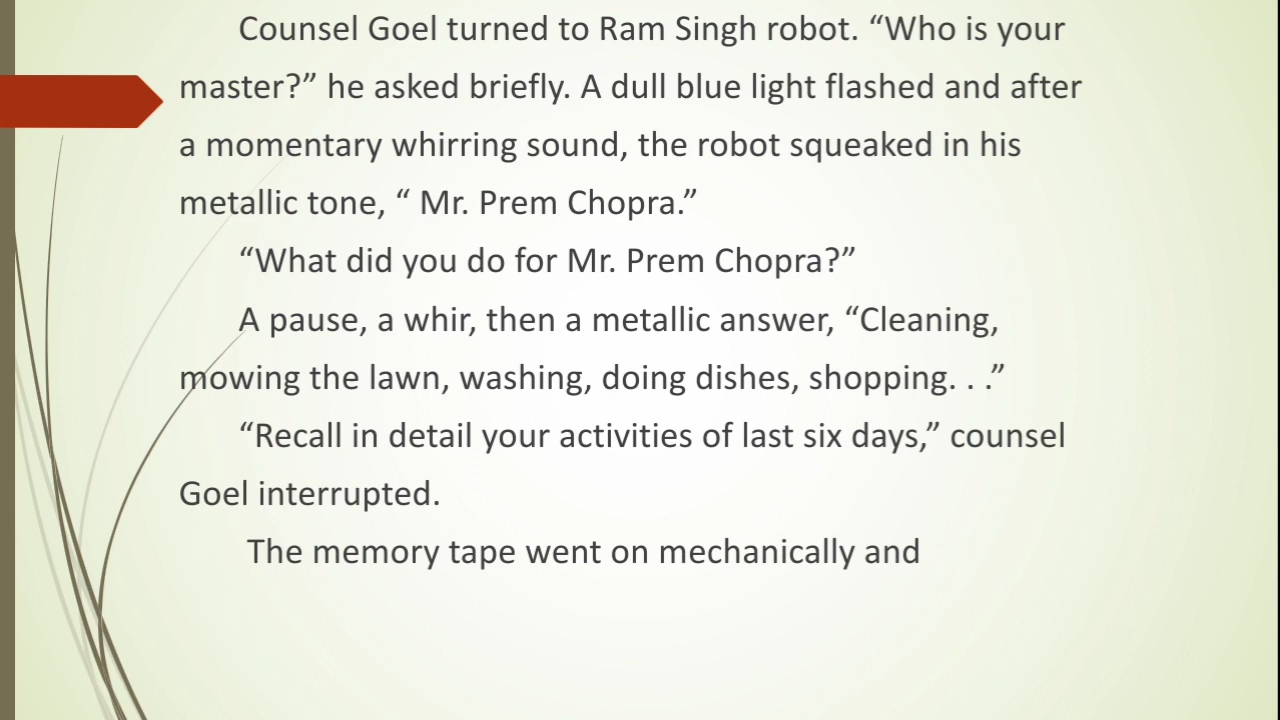 Counsel Goel turned to Ram Singh robot. “Who is your
master?” he asked briefly. A dull blue light flashed and after
a momentary whirring sound, the robot squeaked in his
metallic tone, “ Mr. Prem Chopra.”
“What did you do for Mr. Prem Chopra?”
A pause, a whir, then a metallic answer, “Cleaning,
mowing the lawn, washing, doing dishes, shopping. . .”
“Recall in detail your activities of last six days,” counsel
Goel interrupted.
The memory tape went on mechanically and